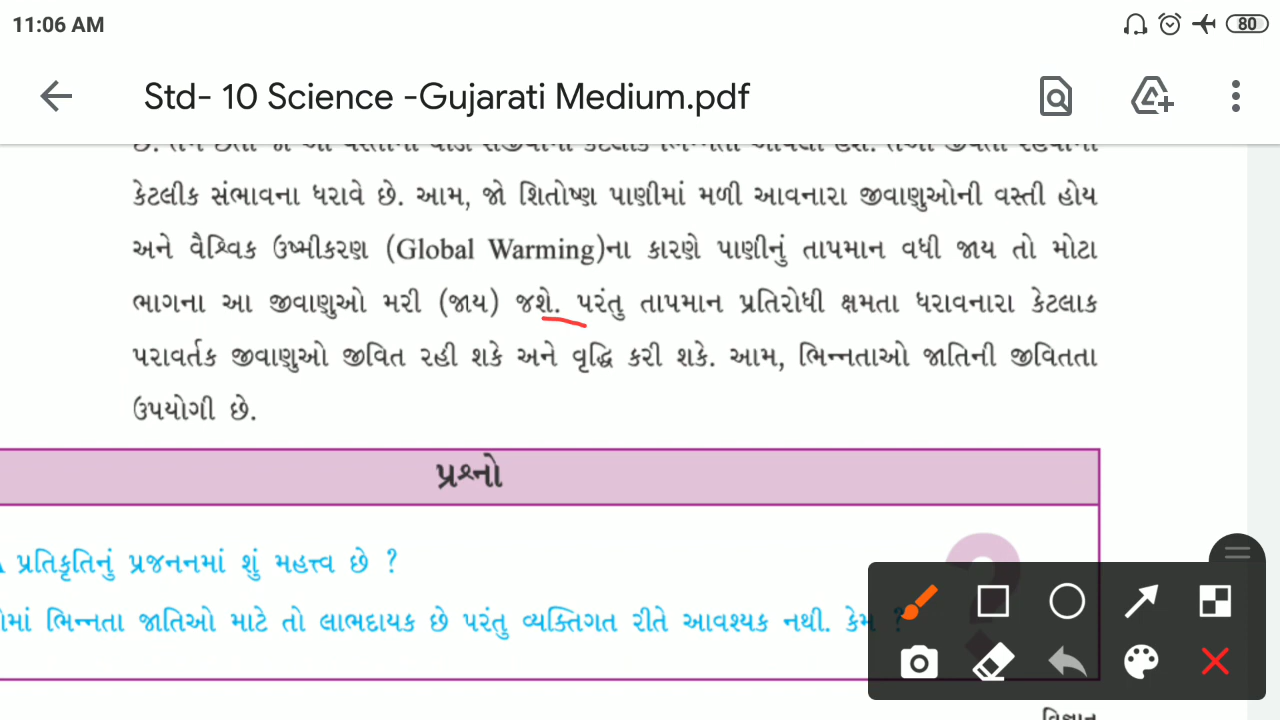 11:06 AM
80
Std- 10 Science -Gujarati Medium.pdf
કેટલીક સંભાવના ધરાવે છે. આમ, જો શિતોષ્ણ પાણીમાં મળી આવનારા જીવાણુઓની વસ્તી હોય
અને વૈશ્વિક ઉષ્મીકરણ (Global Warming)ના કારણે પાણીનું તાપમાન વધી જાય તો મોટા
ભાગના આ જીવાણુઓ મરી (જાય) જશે. પરંતુ તાપમાન પ્રતિરોધી ક્ષમતા ધરાવનારા કેટલાક
પરાવર્તક જીવાણુઓ જીવિત રહી શકે અને વૃદ્ધિ કરી શકે. આમ, ભિન્નતાઓ જાતિની જીવિતતા
ઉપયોગી છે.
પ્રશ્નો
પ્રતિકૃતિનું પ્રજનનમાં શું મહત્ત્વ છે ?
ભિન્નતા જાતિઓ માટે તો લાભદાયક છે પરંતુ વ્યક્તિગત રીતે આવશ્યક નથી. કેમ ?